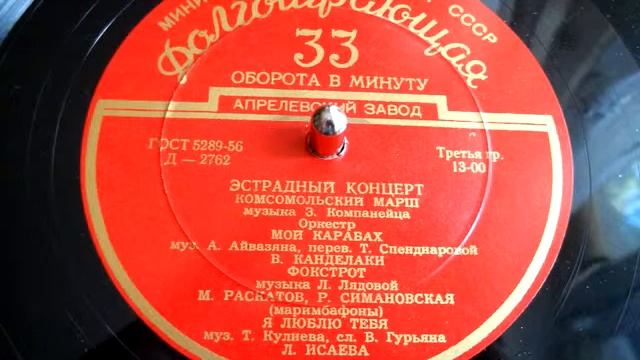 СССР
Долгоиграющая
33
ОБОРОТА В МИНУТУ
АПРЕЛЕВСКИЙ ЗАВОД
ГОСТ 5289-56
Д — 2762
Третья гр.
13-00
ЭСТРАДНЫЙ КОНЦЕРТ
КОМСОМОЛЬСКИЙ МАРШ
музыка З. Компанейца
Оркестр
МОЙ КАРАБАХ
муз. А. Айвазяна, перев. Т. Спендиаровой
В. КАНДЕЛАКИ
ФОКСТРОТ
музыка Л. Лядовой
М. РАСКАТОВ, Р. СИМАНОВСКАЯ
(маримбафоны)
Я ЛЮБЛЮ ТЕБЯ
муз. Т. Кулиева, сл. В. Гурьяна
Л. ИСАЕВА